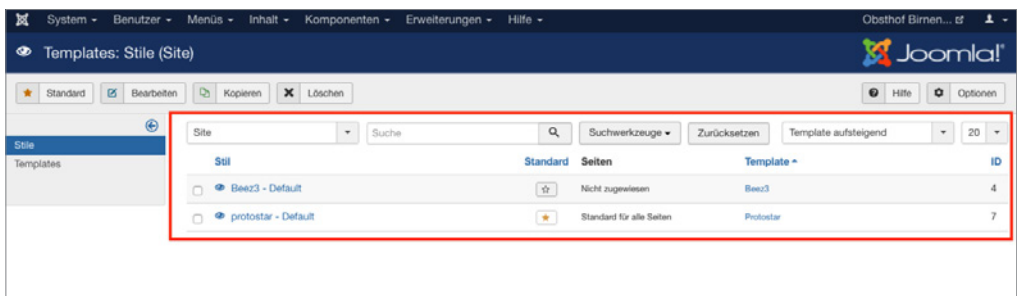 System Benutzer Menüs Inhalt Komponenten Erweiterungen Hilfe Obsthof Birnen...
Templates: Stile (Site) Joomla!®
Standard Bearbeiten Kopieren Löschen Hilfe Optionen
Site Suche Suchwerkzeuge Zurücksetzen Template aufsteigend 20
Stile
Stil Standard Seiten Template ID
Templates
Beez3 - Default Nicht zugewiesen Beez3 4
protostar - Default Standard für alle Seiten Protostar 7